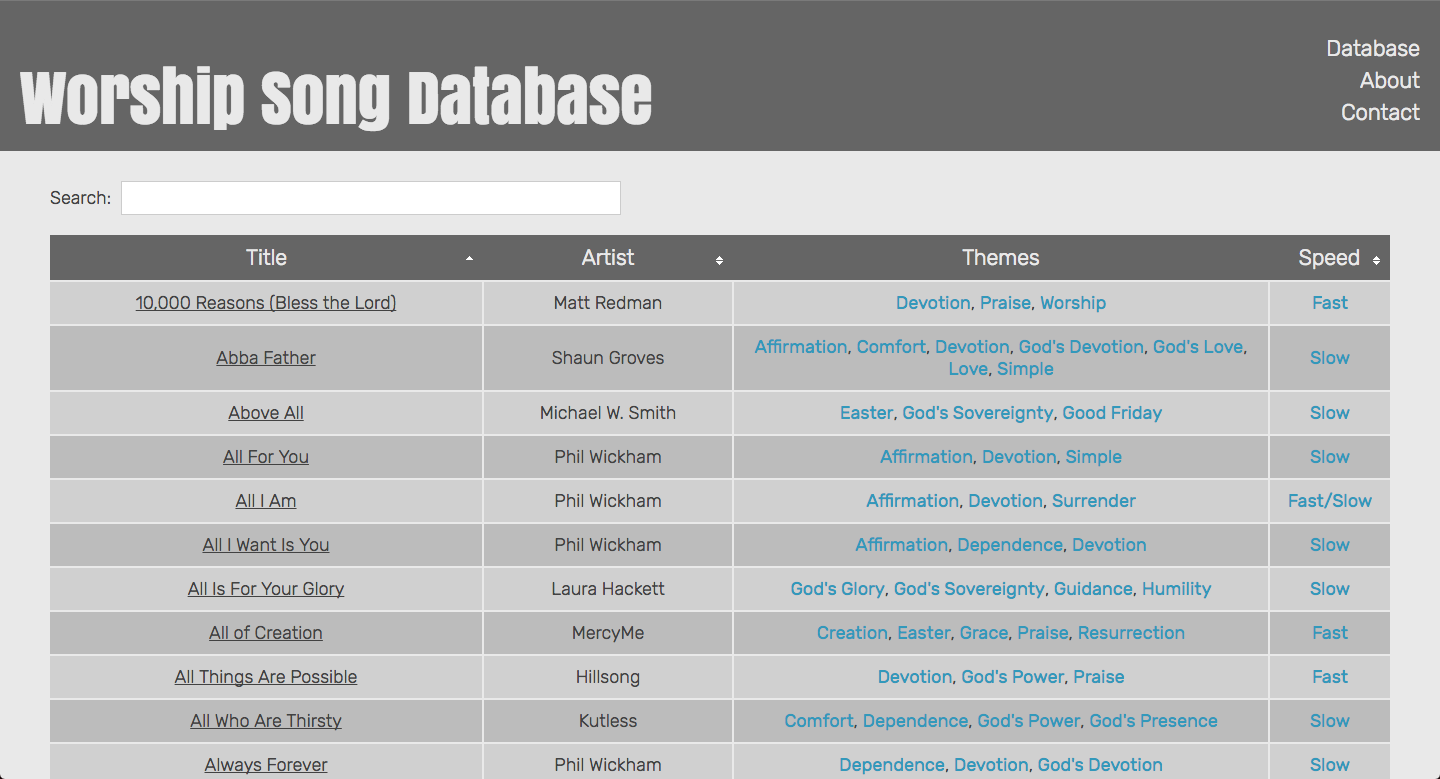 Worship Song Database
Database
About
Contact
Search:
Title Artist Themes Speed
10,000 Reasons (Bless the Lord) Matt Redman Devotion, Praise, Worship Fast
Abba Father Shaun Groves Affirmation, Comfort, Devotion, God's Devotion, God's Love, Slow
Love, Simple
Above All Michael W. Smith Easter, God's Sovereignty, Good Friday Slow
All For You Phil Wickham Affirmation, Devotion, Simple Slow
All I Am Phil Wickham Affirmation, Devotion, Surrender Fast/Slow
All I Want Is You Phil Wickham Affirmation, Dependence, Devotion Slow
All Is For Your Glory Laura Hackett God's Glory, God's Sovereignty, Guidance, Humility Slow
All of Creation MercyMe Creation, Easter, Grace, Praise, Resurrection Fast
All Things Are Possible Hillsong Devotion, God's Power, Praise Fast
All Who Are Thirsty Kutless Comfort, Dependence, God's Power, God's Presence Slow
Always Forever Phil Wickham Dependence, Devotion, God's Devotion Slow